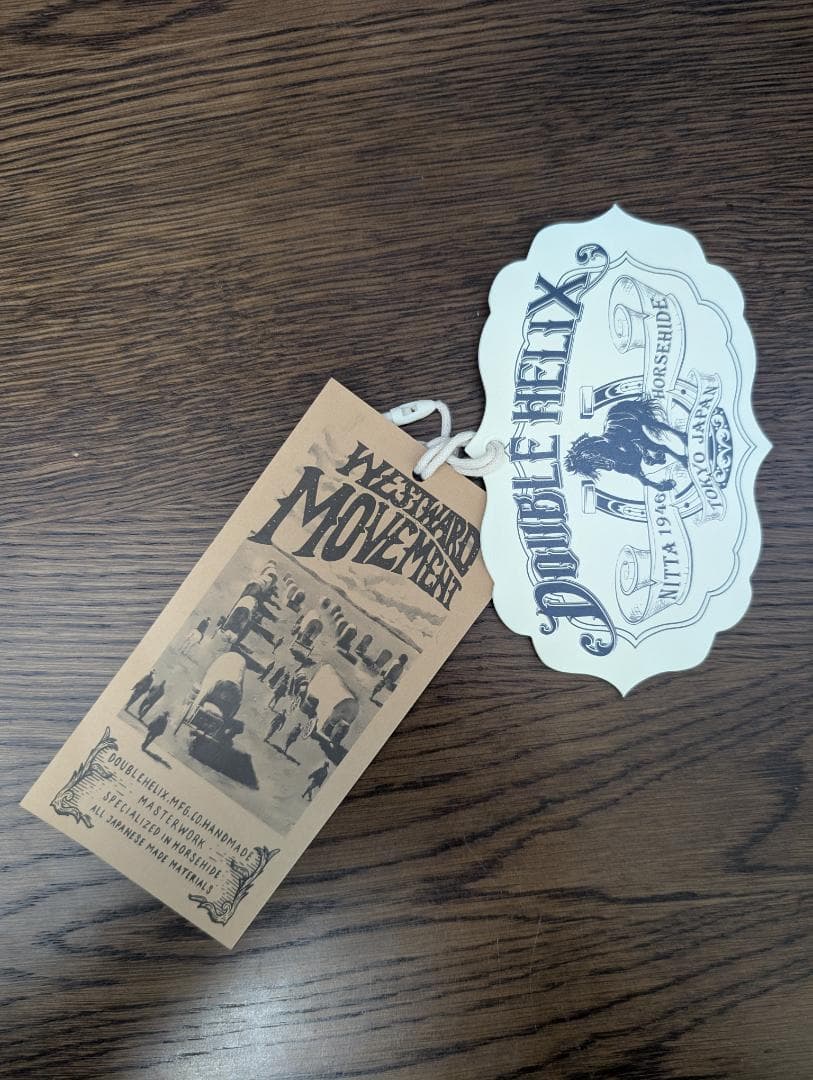 WESTWARD
MOVEMENT
DOUBLEHELIX.MFG.CO.HANDMADE
MASTERWORK
SPECIALIZED IN HORSEHIDE
ALL JAPANESE MADE MATERIALS
DOUBLE HELIX
NITTA 1946 HORSEHIDE
TOKYO JAPAN